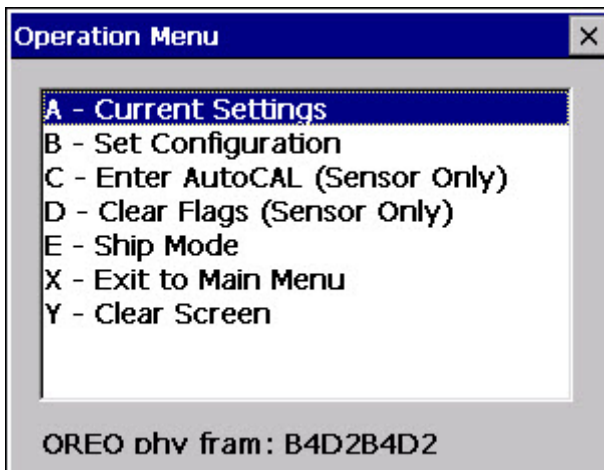 Operation Menu
A - Current Settings
B - Set Configuration
C - Enter AutoCAL (Sensor Only)
D - Clear Flags (Sensor Only)
E - Ship Mode
X - Exit to Main Menu
Y - Clear Screen
OREO phy fram: B4D2B4D2